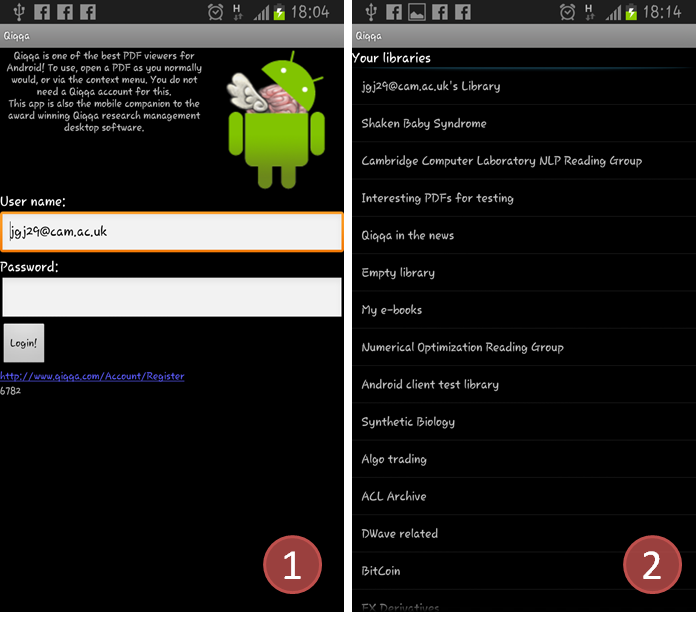 18:04
Qiqqa
Qiqqa is one of the best PDF viewers for
Android! To use, open a PDF as you normally
would, or via the context menu. You do not
need a Qiqqa account for this.
This app is also the mobile companion to the
award winning Qiqqa research management
desktop software.
User name:
jgj29@cam.ac.uk
Password:
Login!
http://www.qiqqa.com/Account/Register
6782
1
H 18:14
Qiqqa
Your libraries
jgj29@cam.ac.uk's Library
Shaken Baby Syndrome
Cambridge Computer Laboratory NLP Reading Group
Interesting PDFs for testing
Qiqqa in the news
Empty library
My e-books
Numerical Optimization Reading Group
Android client test library
Synthetic Biology
Algo trading
ACL Archive
DWave related
BitCoin
FX Derivatives
2